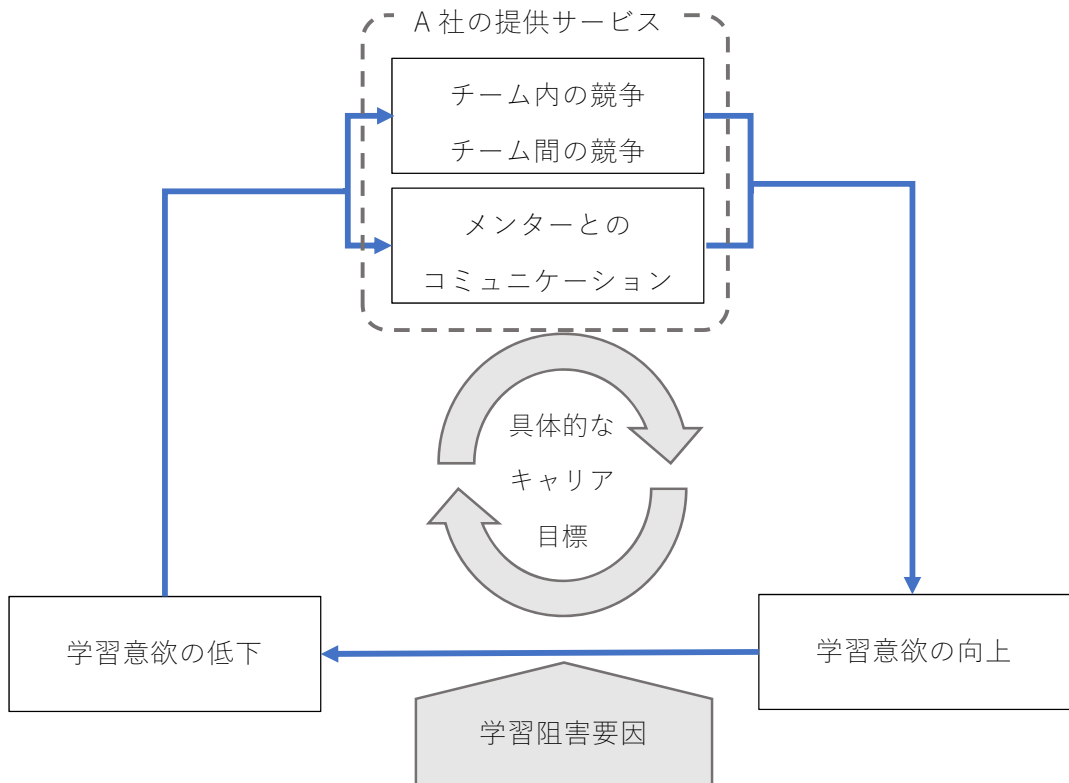 A 社の提供サービス
チーム内の競争
チーム間の競争
メンターとの
コミュニケーション
具体的な
キャリア
目標
学習意欲の低下
学習意欲の向上
学習阻害要因